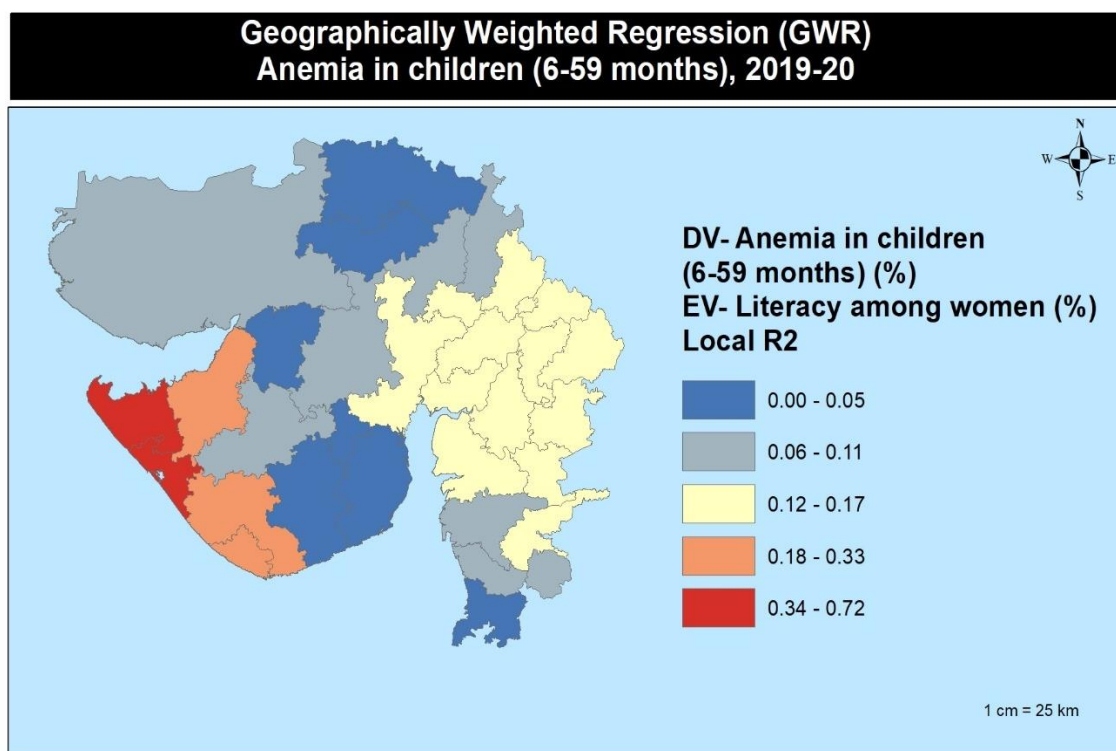 Geographically Weighted Regression (GWR)
Anemia in children (6-59 months), 2019-20
N
W E
S
DV- Anemia in children
(6-59 months) (%)
EV- Literacy among women (%)
Local R2
0.00 - 0.05
0.06 - 0.11
0.12 - 0.17
0.18 - 0.33
0.34 - 0.72
1 cm = 25 km